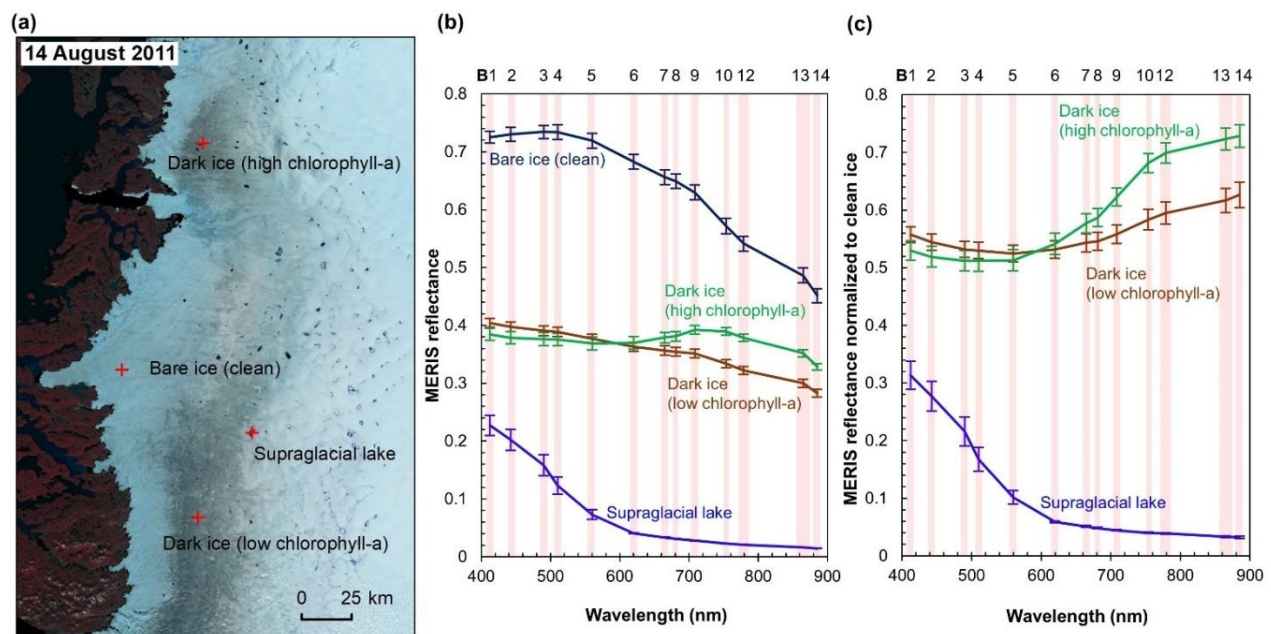 (a)
14 August 2011
Dark ice (high chlorophyll-a)
Bare ice (clean)
Supraglacial lake
Dark ice (low chlorophyll-a)
0 25 km
(b)
B1 2 3 4 5 6 7 8 9 10 12 13 14
0.8
0.7
0.6
0.5
0.4
0.3
0.2
0.1
0
MERIS reflectance
Bare ice (clean)
Dark ice
(high chlorophyll-a)
Dark ice
(low chlorophyll-a)
Supraglacial lake
400 500 600 700 800 900
Wavelength (nm)
(c)
B1 2 3 4 5 6 7 8 9 10 12 13 14
0.8
0.7
0.6
0.5
0.4
0.3
0.2
0.1
0
MERIS reflectance normalized to clean ice
Dark ice
(high chlorophyll-a)
Dark ice
(low chlorophyll-a)
Supraglacial lake
400 500 600 700 800 900
Wavelength (nm)